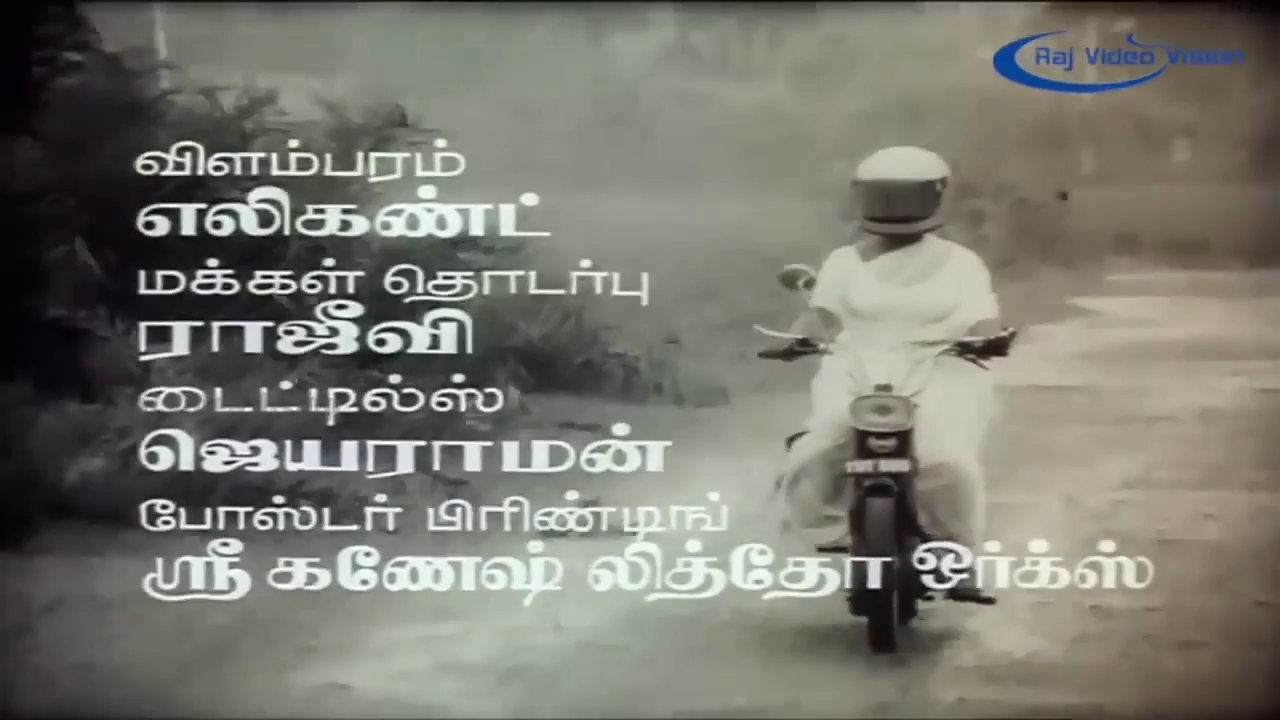 Raj Video Vision
விளம்பரம்
எலிகண்ட்
மக்கள் தொடர்பு
ராஜீவி
டைட்டில்ஸ்
ஜெயராமன்
போஸ்டர் பிரிண்டிங்
ஸ்ரீ கணேஷ் லித்தோ ஒர்க்ஸ்